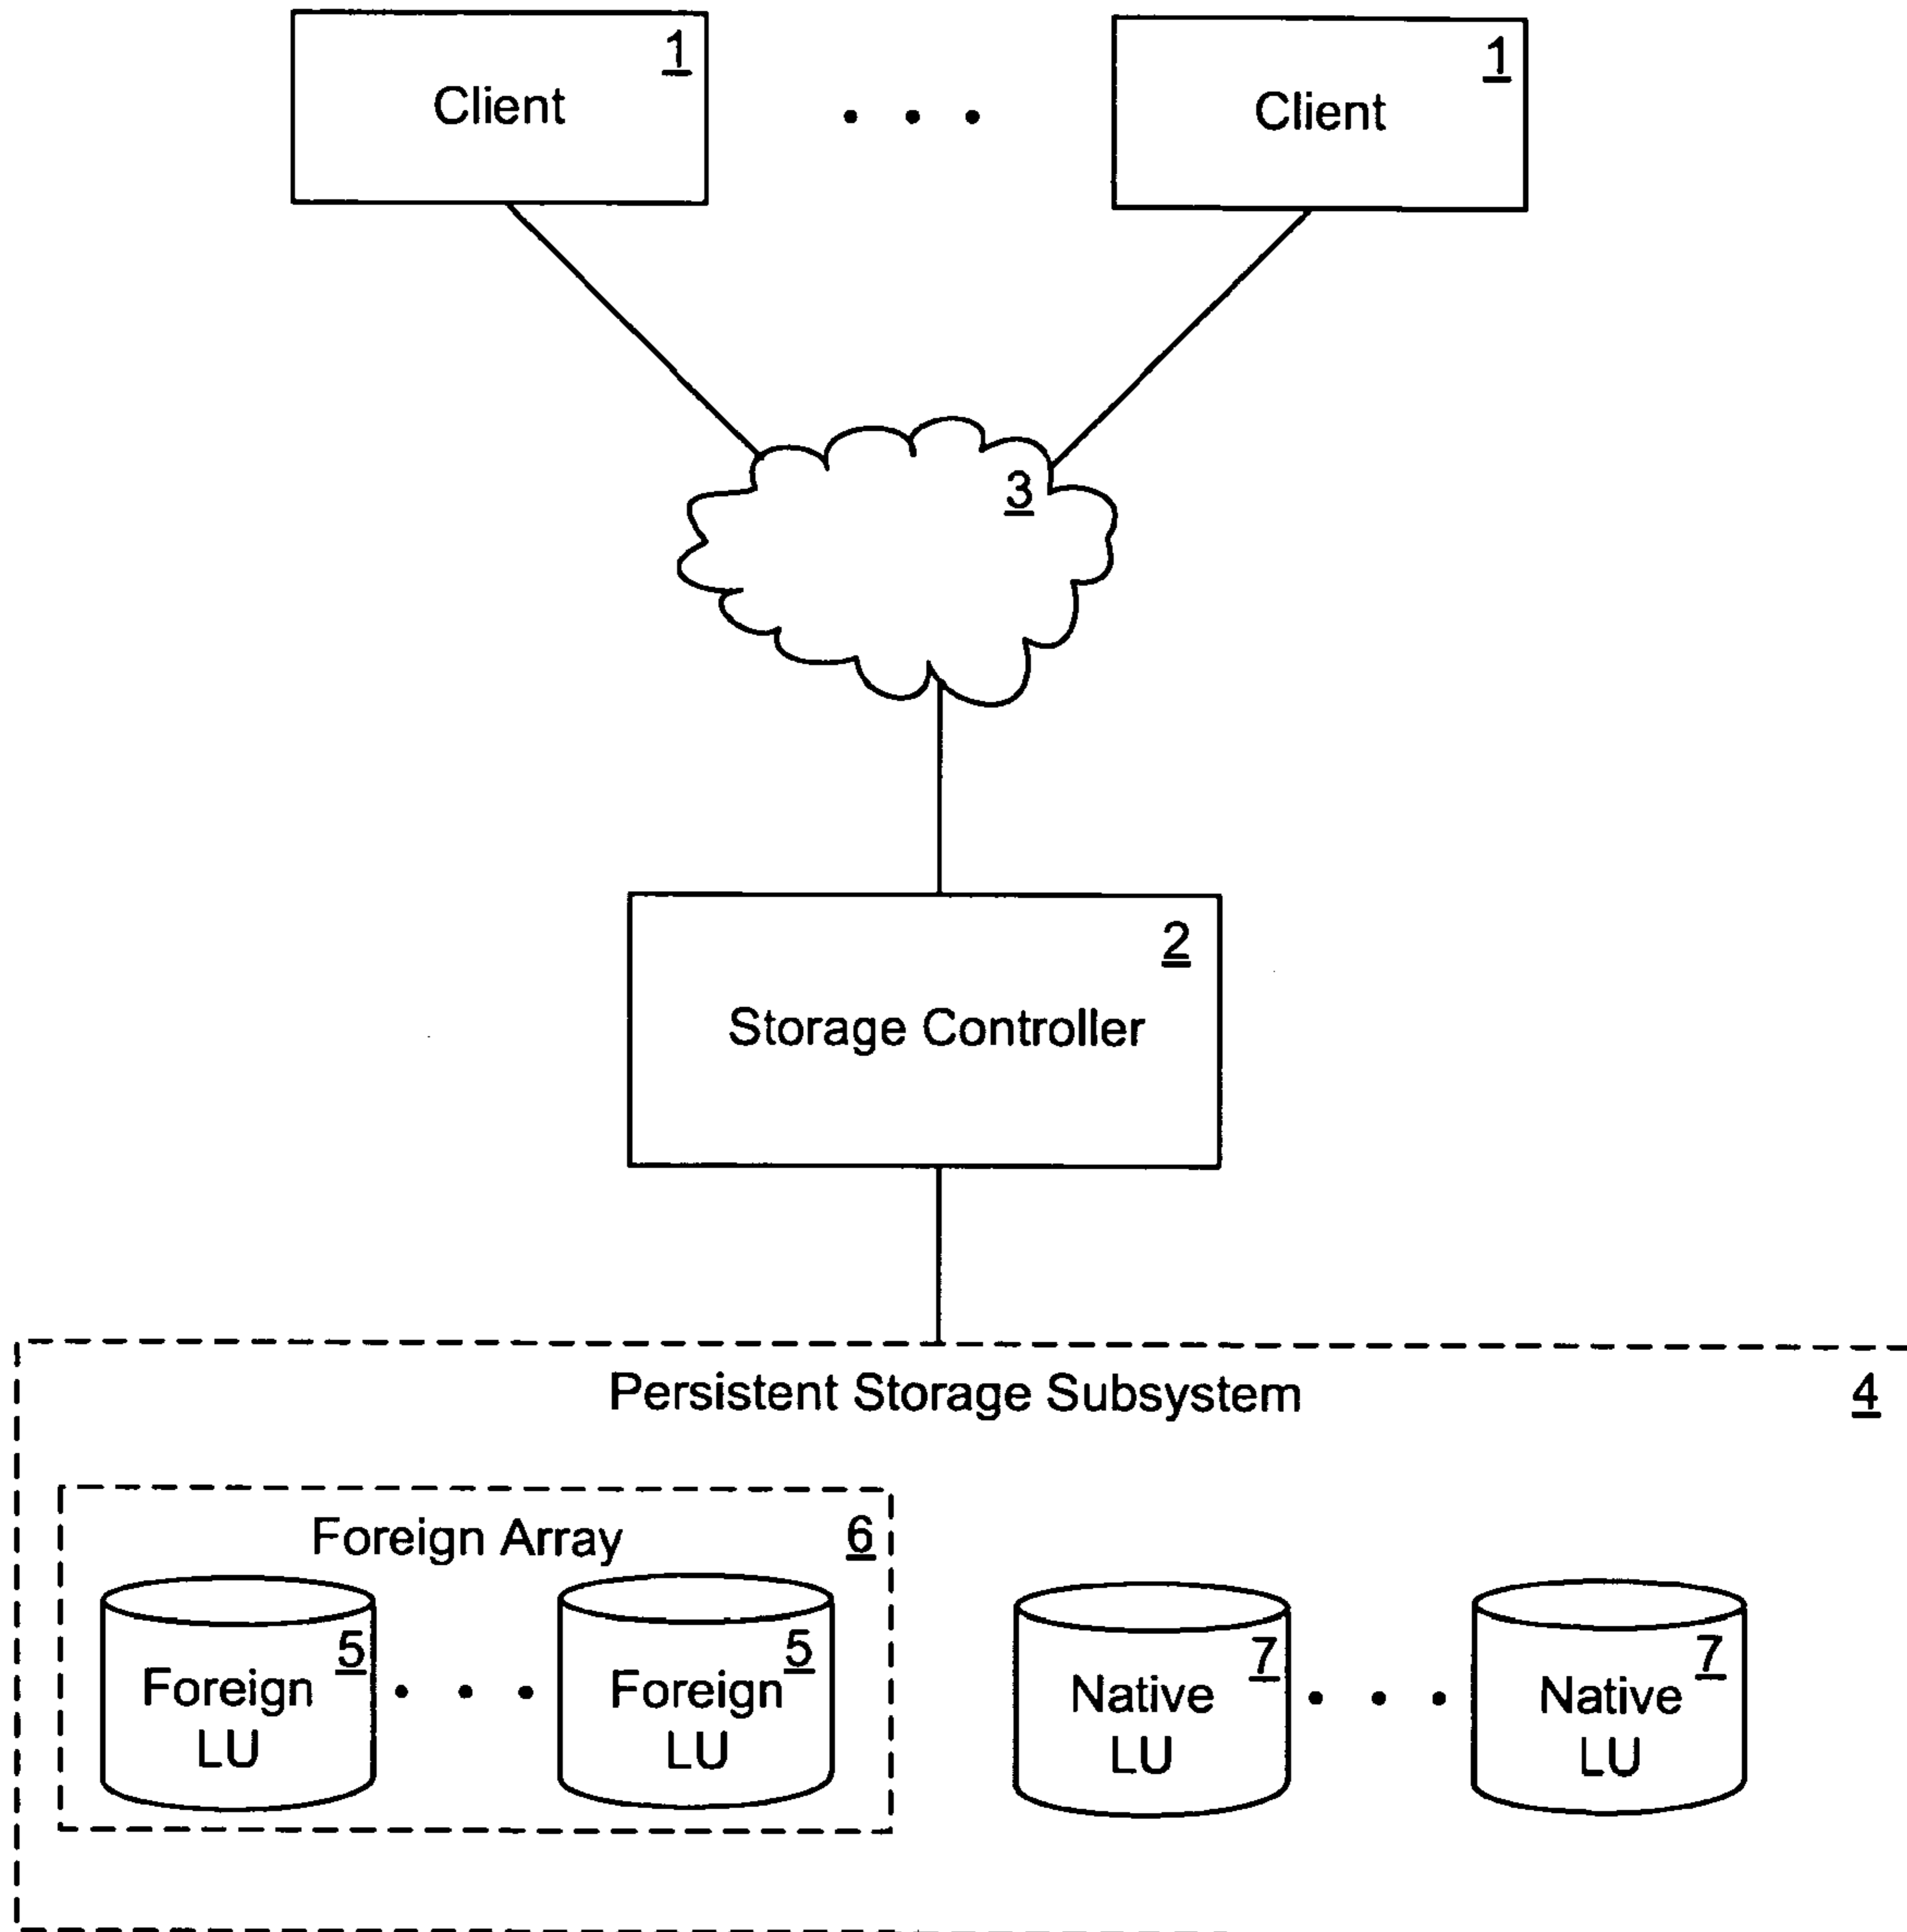 1
Client
1
Client
3
2
Storage Controller
Persistent Storage Subsystem
4
Foreign Array
6
5
Foreign
LU
5
Foreign
LU
7
Native
LU
7
Native
LU